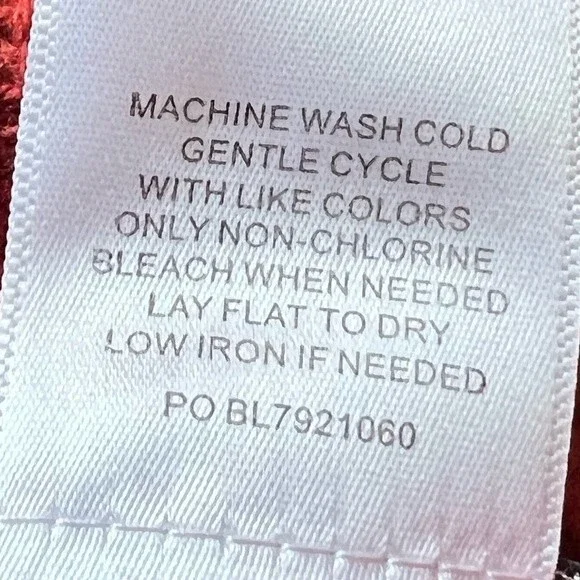 MACHINE WASH COLD
GENTLE CYCLE
WITH LIKE COLORS
ONLY NON-CHLORINE
BLEACH WHEN NEEDED
LAY FLAT TO DRY
LOW IRON IF NEEDED
PO BL7921060